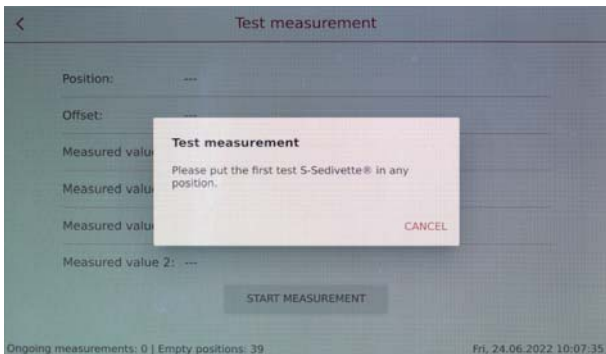 Test measurement
Position: ---
Offset: ---
Test measurement
Please put the first test S-Sedivette® in any
position.
CANCEL
Measured valu
Measured valu
Measured valu
Measured value 2: ---
START MEASUREMENT
Ongoing measurements: 0 | Empty positions: 39
Fri, 24.06.2022 10:07:35